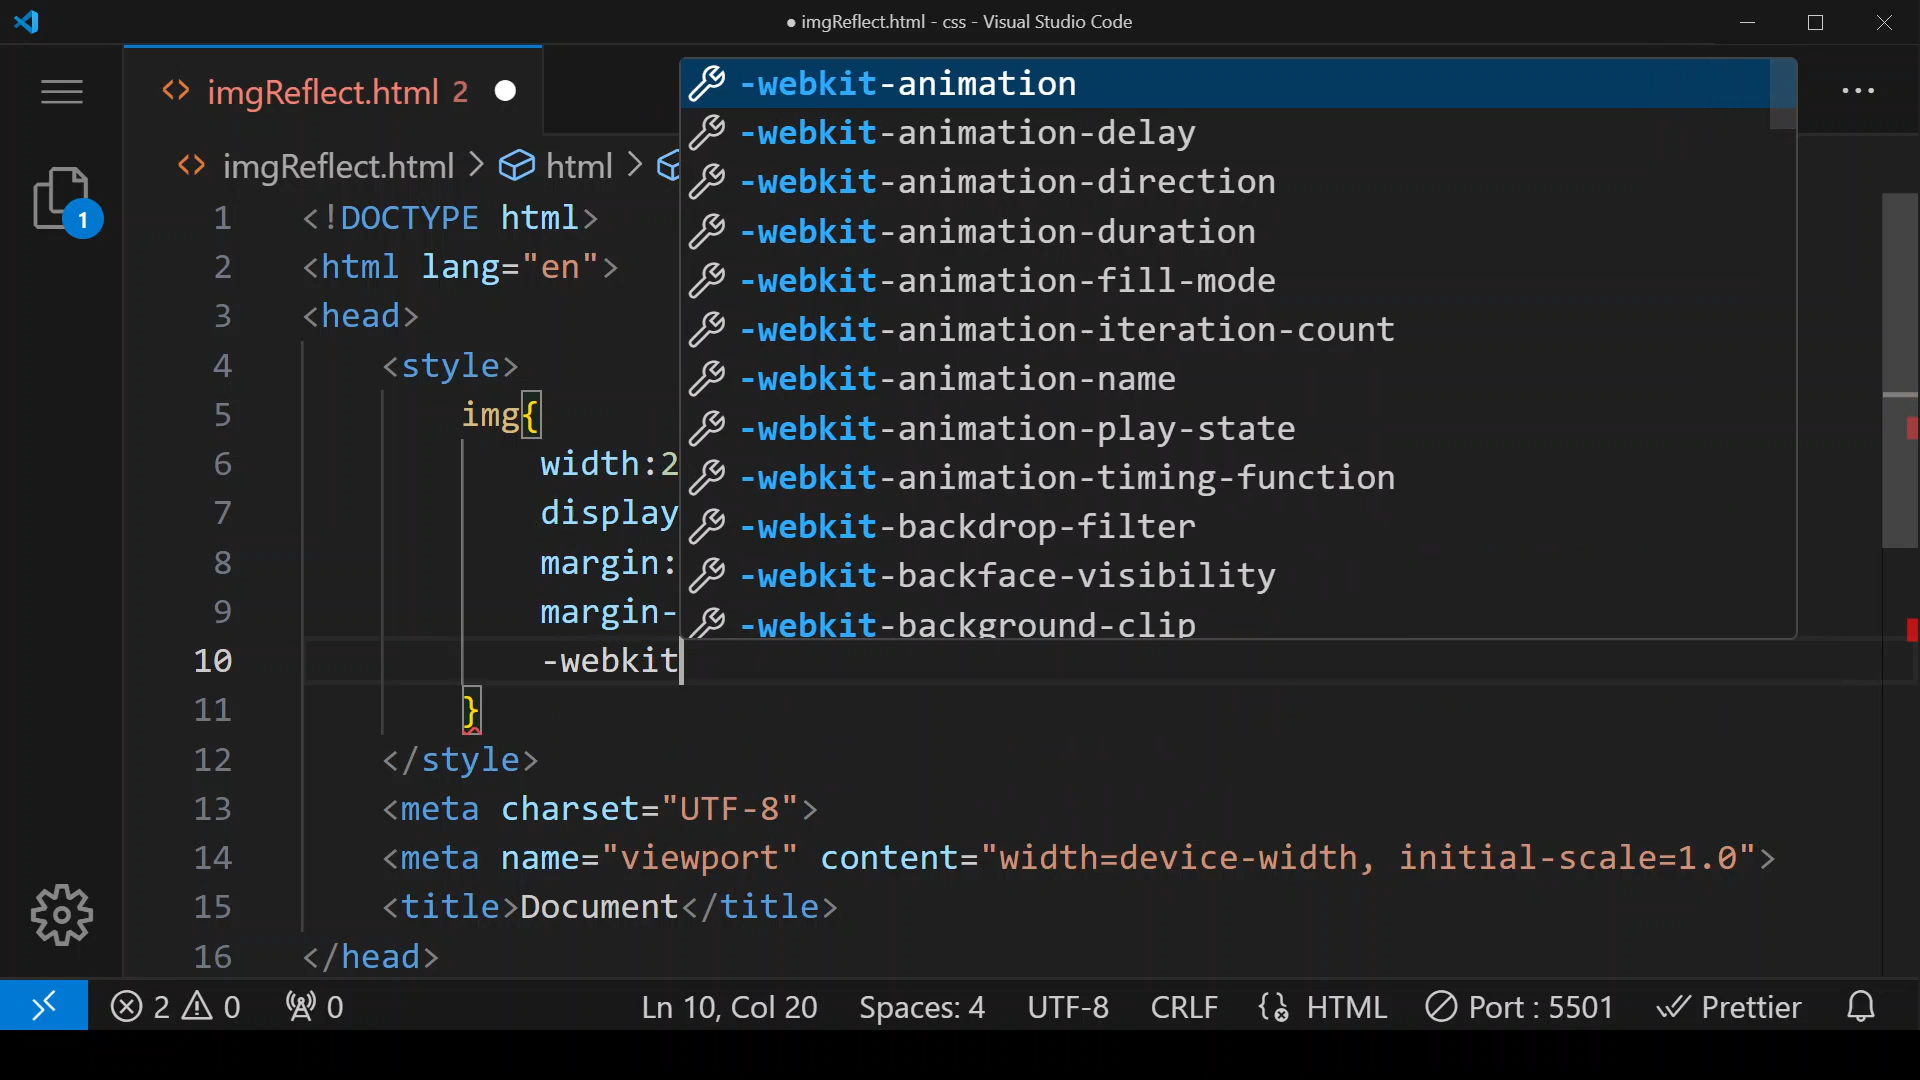 ● imgReflect.html - css - Visual Studio Code
imgReflect.html 2
imgReflect.html > html >
1
1 <!DOCTYPE html>
2 <html lang="en">
3 <head>
4 <style>
5 img{
6 width:2
7 display
8 margin:
9 margin-
10 -webkit
11 }
12 </style>
13 <meta charset="UTF-8">
14 <meta name="viewport" content="width=device-width, initial-scale=1.0">
15 <title>Document</title>
16 </head>
-webkit-animation
-webkit-animation-delay
-webkit-animation-direction
-webkit-animation-duration
-webkit-animation-fill-mode
-webkit-animation-iteration-count
-webkit-animation-name
-webkit-animation-play-state
-webkit-animation-timing-function
-webkit-backdrop-filter
-webkit-backface-visibility
-webkit-background-clip
2 0 0 Ln 10, Col 20 Spaces: 4 UTF-8 CRLF HTML Port : 5501 Prettier